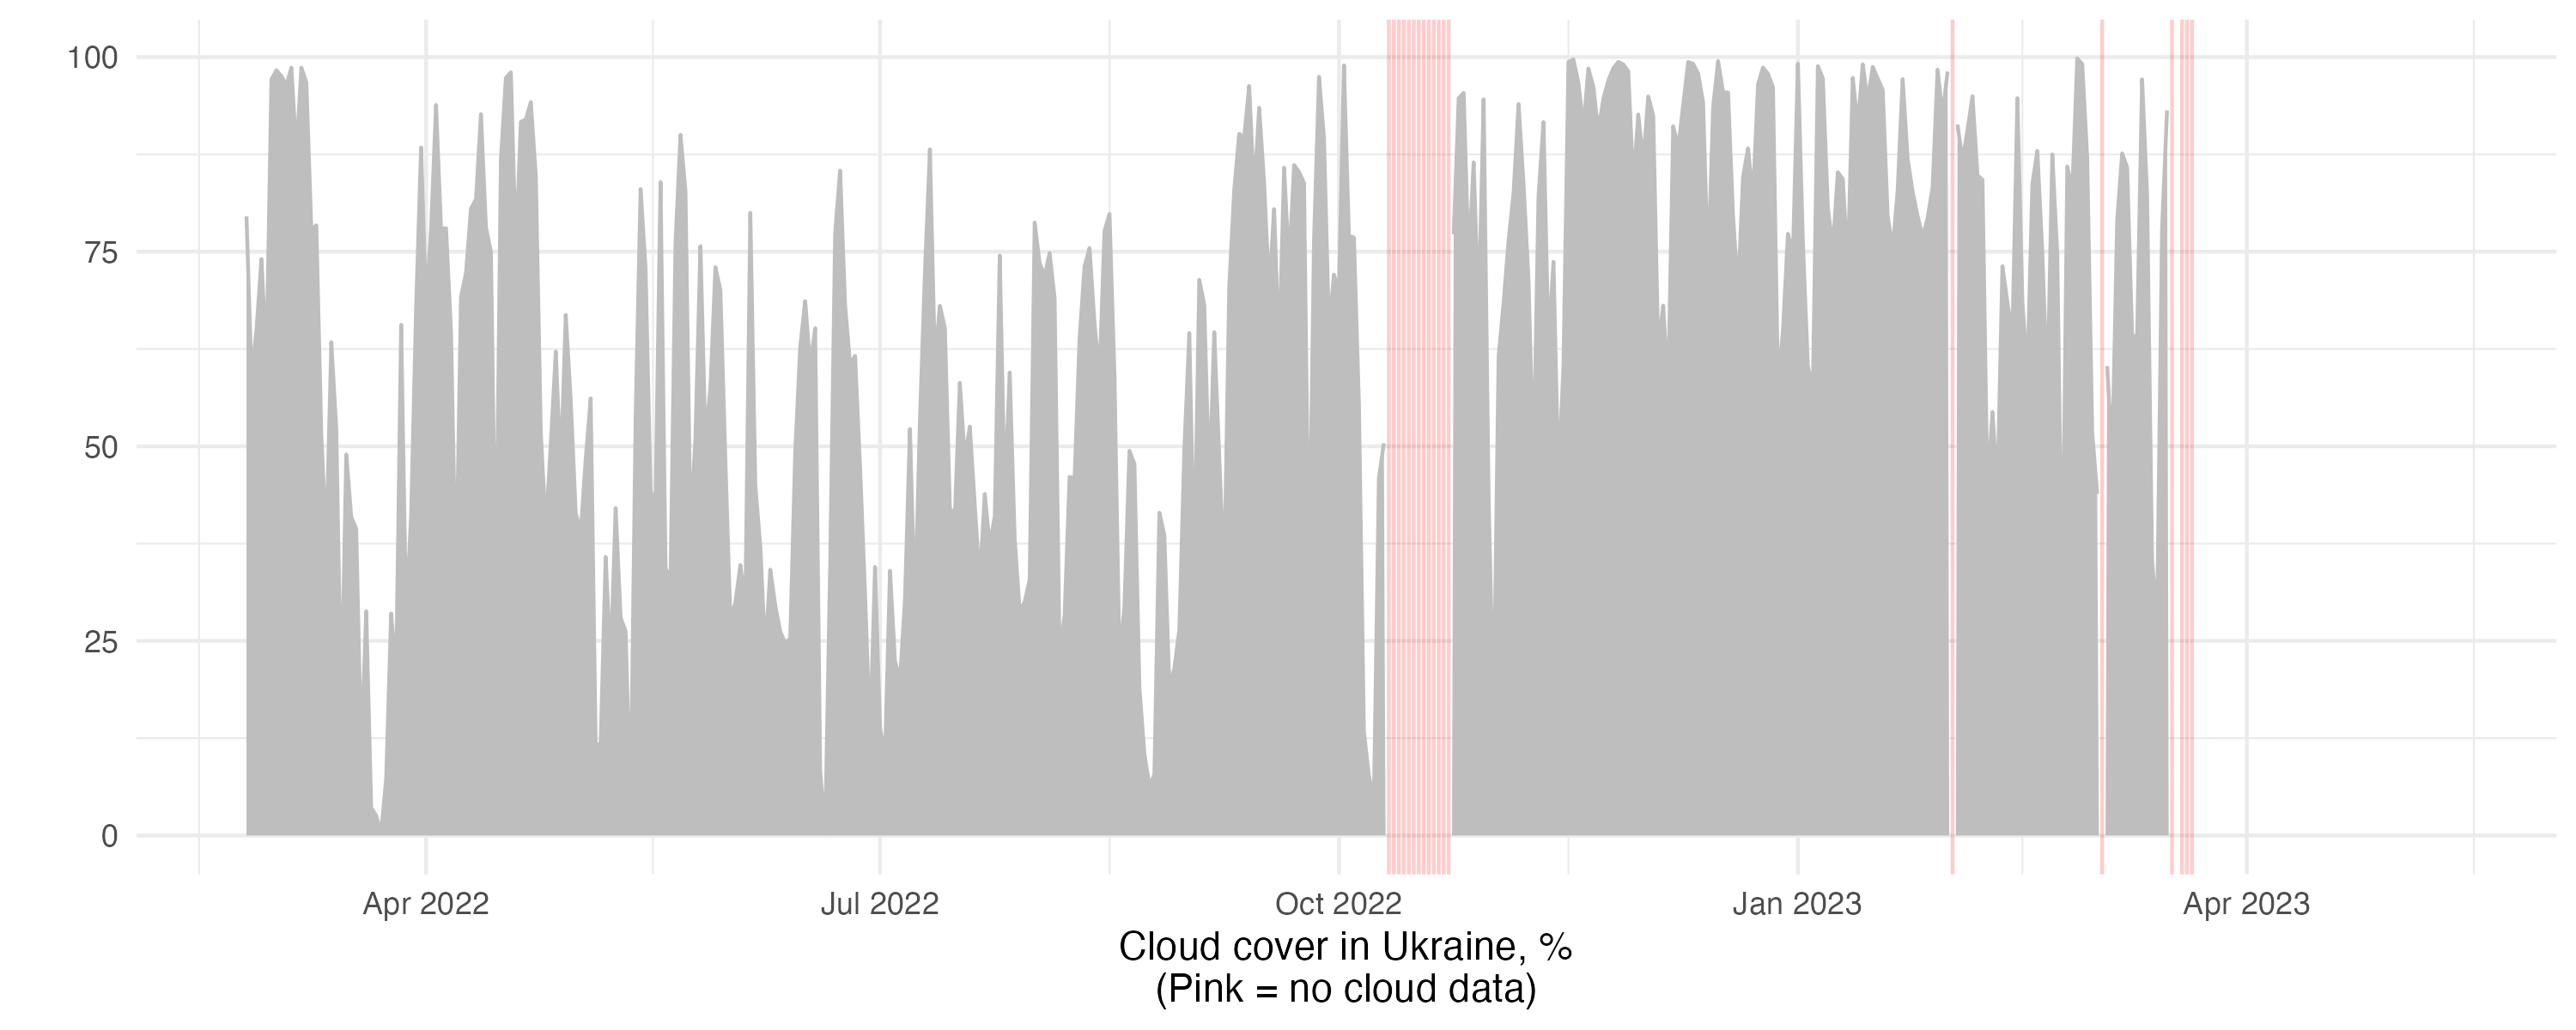 100
75
50
25
0
Apr 2022
Jul 2022
Oct 2022
Jan 2023
Apr 2023
Cloud cover in Ukraine, %
(Pink = no cloud data)